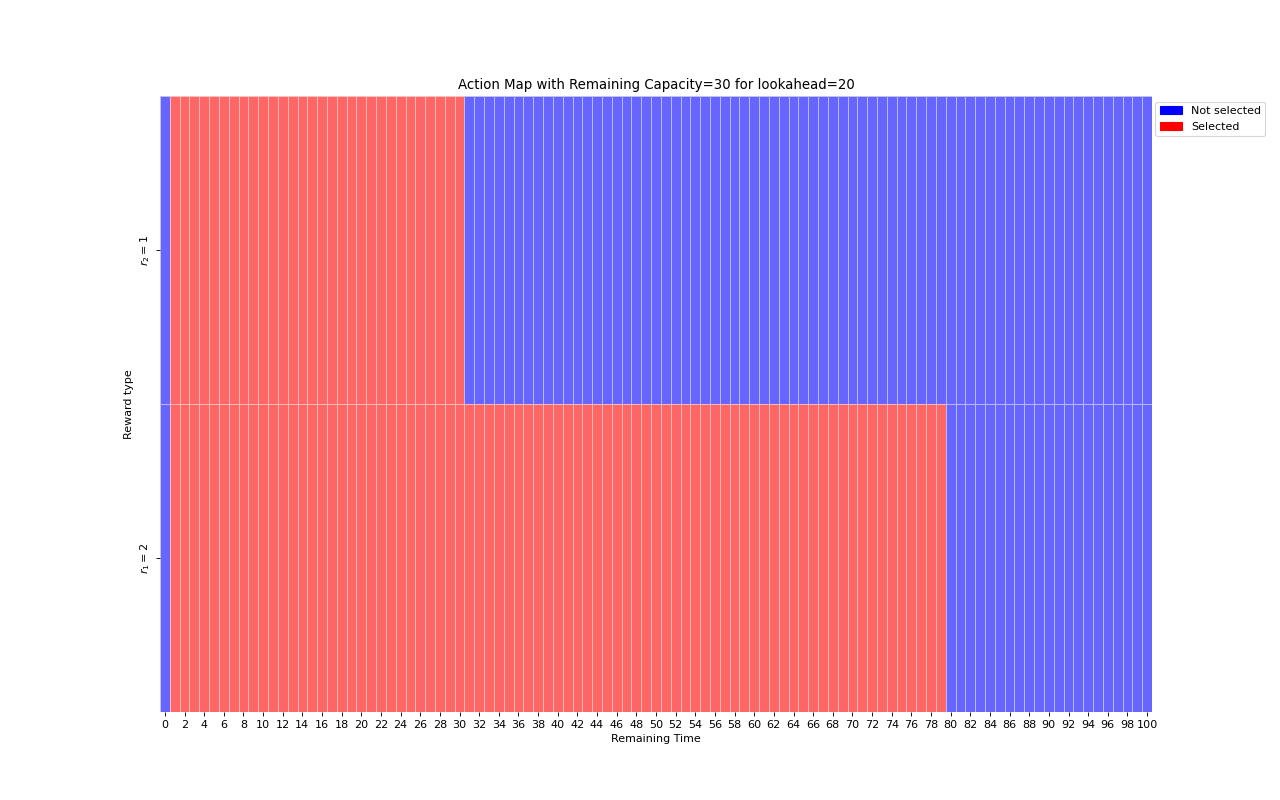 Action Map with Remaining Capacity=30 for lookahead=20
Not selected
Selected
r₂ = 1
Reward type
r₁ = 2
0 2 4 6 8 10 12 14 16 18 20 22 24 26 28 30 32 34 36 38 40 42 44 46 48 50 52 54 56 58 60 62 64 66 68 70 72 74 76 78 80 82 84 86 88 90 92 94 96 98 100
Remaining Time